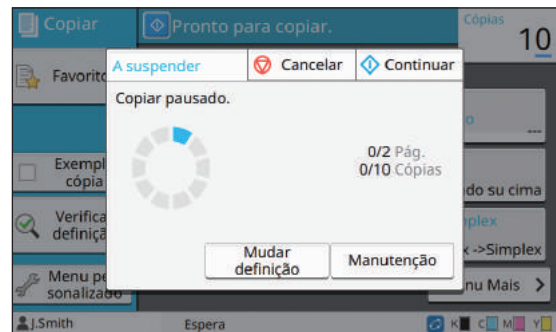 Copiar
Pronto para copiar.
Cópias
10
Favorito
A suspender
Cancelar
Continuar
Copiar pausado.
0/2 Pág.
0/10 Cópias
---
do su cima
Exempl
cópia
Verifica
definiçã
plex
->Simplex
Mudar
definição
Manutenção
Menu pe
sonalizado
nu Mais >
J.Smith
Espera
K C M Y